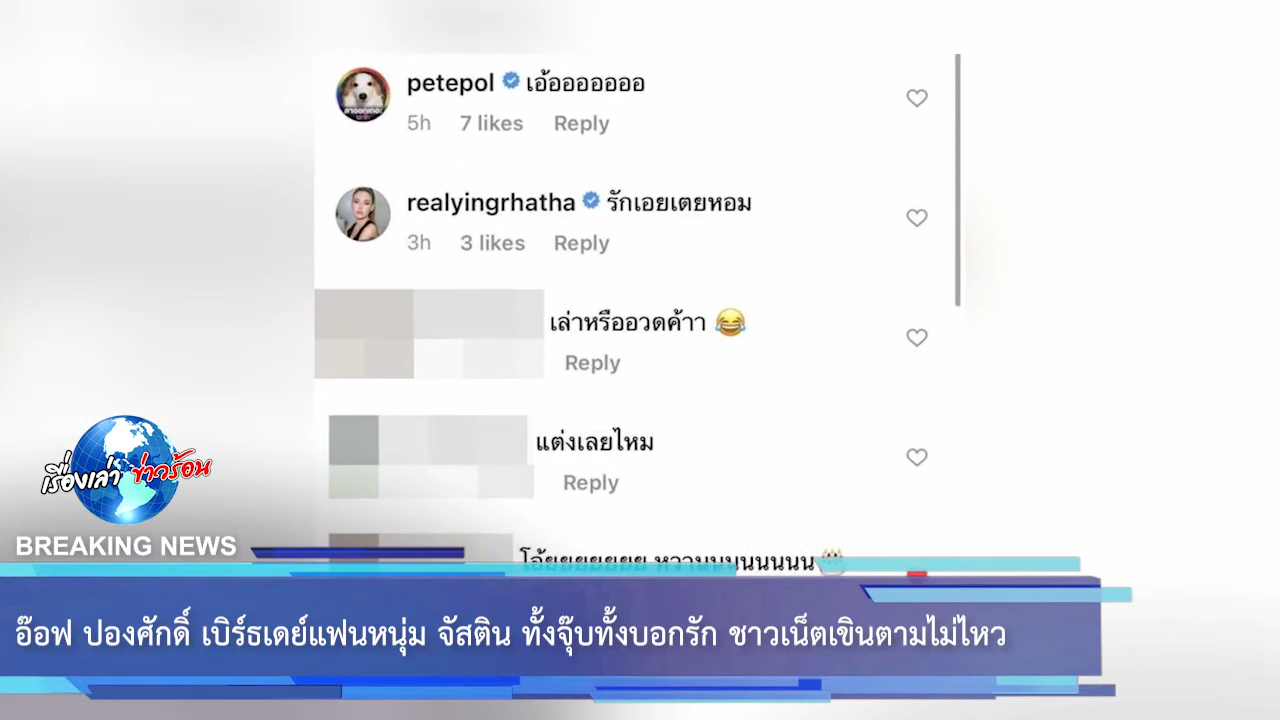 petepol เอ้อออออออ
5h 7 likes Reply
realyingrhatha รักเอยเตยหอม
3h 3 likes Reply
เล่าหรืออวดค้าา 😂
Reply
แต่งเลยไหม
Reply
โอ้ยยยยยยย หวานนนนนนน
เรื่องเล่า ข่าวร้อน
BREAKING NEWS
อ๊อฟ ปองศักดิ์ เบิร์ธเดย์แฟนหนุ่ม จัสติน ทั้งจุ๊บทั้งบอกรัก ชาวเน็ตเขินตามไม่ไหว